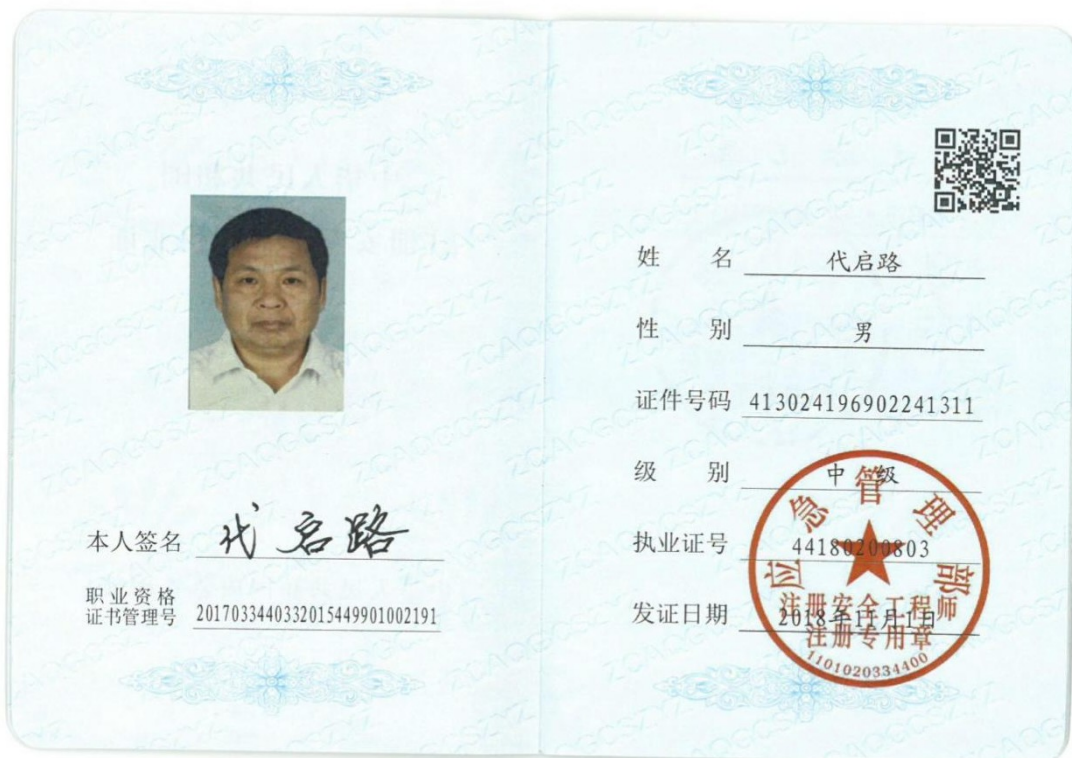 本人签名 代启路
职业资格
证书管理号 201703344033201544990100​2191
姓 名 代启路
性 别 男
证件号码 413024196902241311
级 别 中级
执业证号 44180200803
发证日期 2018年11月1日
应急管理部
注册安全工程师
注册专用章
1101020334400
ZCAQGCSZZ